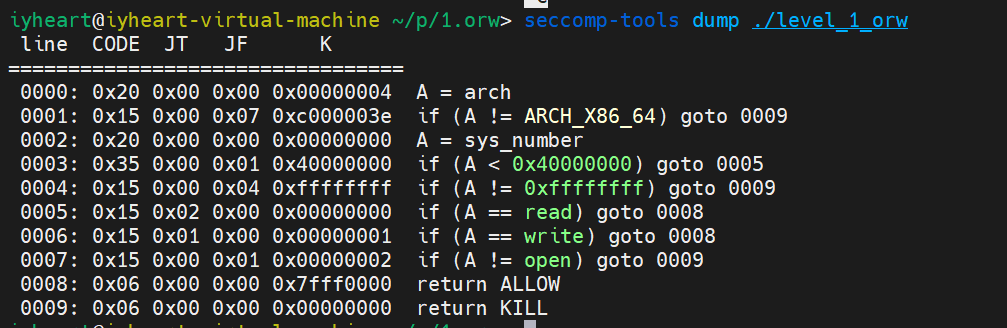 iyheart@iyheart-virtual-machine ~/p/1.orw> seccomp-tools dump ./level_1_orw
line CODE JT JF K
=================================
0000: 0x20 0x00 0x00 0x00000004 A = arch
0001: 0x15 0x00 0x07 0xc000003e if (A != ARCH_X86_64) goto 0009
0002: 0x20 0x00 0x00 0x00000000 A = sys_number
0003: 0x35 0x00 0x01 0x40000000 if (A < 0x40000000) goto 0005
0004: 0x15 0x00 0x04 0xffffffff if (A != 0xffffffff) goto 0009
0005: 0x15 0x02 0x00 0x00000000 if (A == read) goto 0008
0006: 0x15 0x01 0x00 0x00000001 if (A == write) goto 0008
0007: 0x15 0x00 0x01 0x00000002 if (A != open) goto 0009
0008: 0x06 0x00 0x00 0x7fff0000 return ALLOW
0009: 0x06 0x00 0x00 0x00000000 return KILL